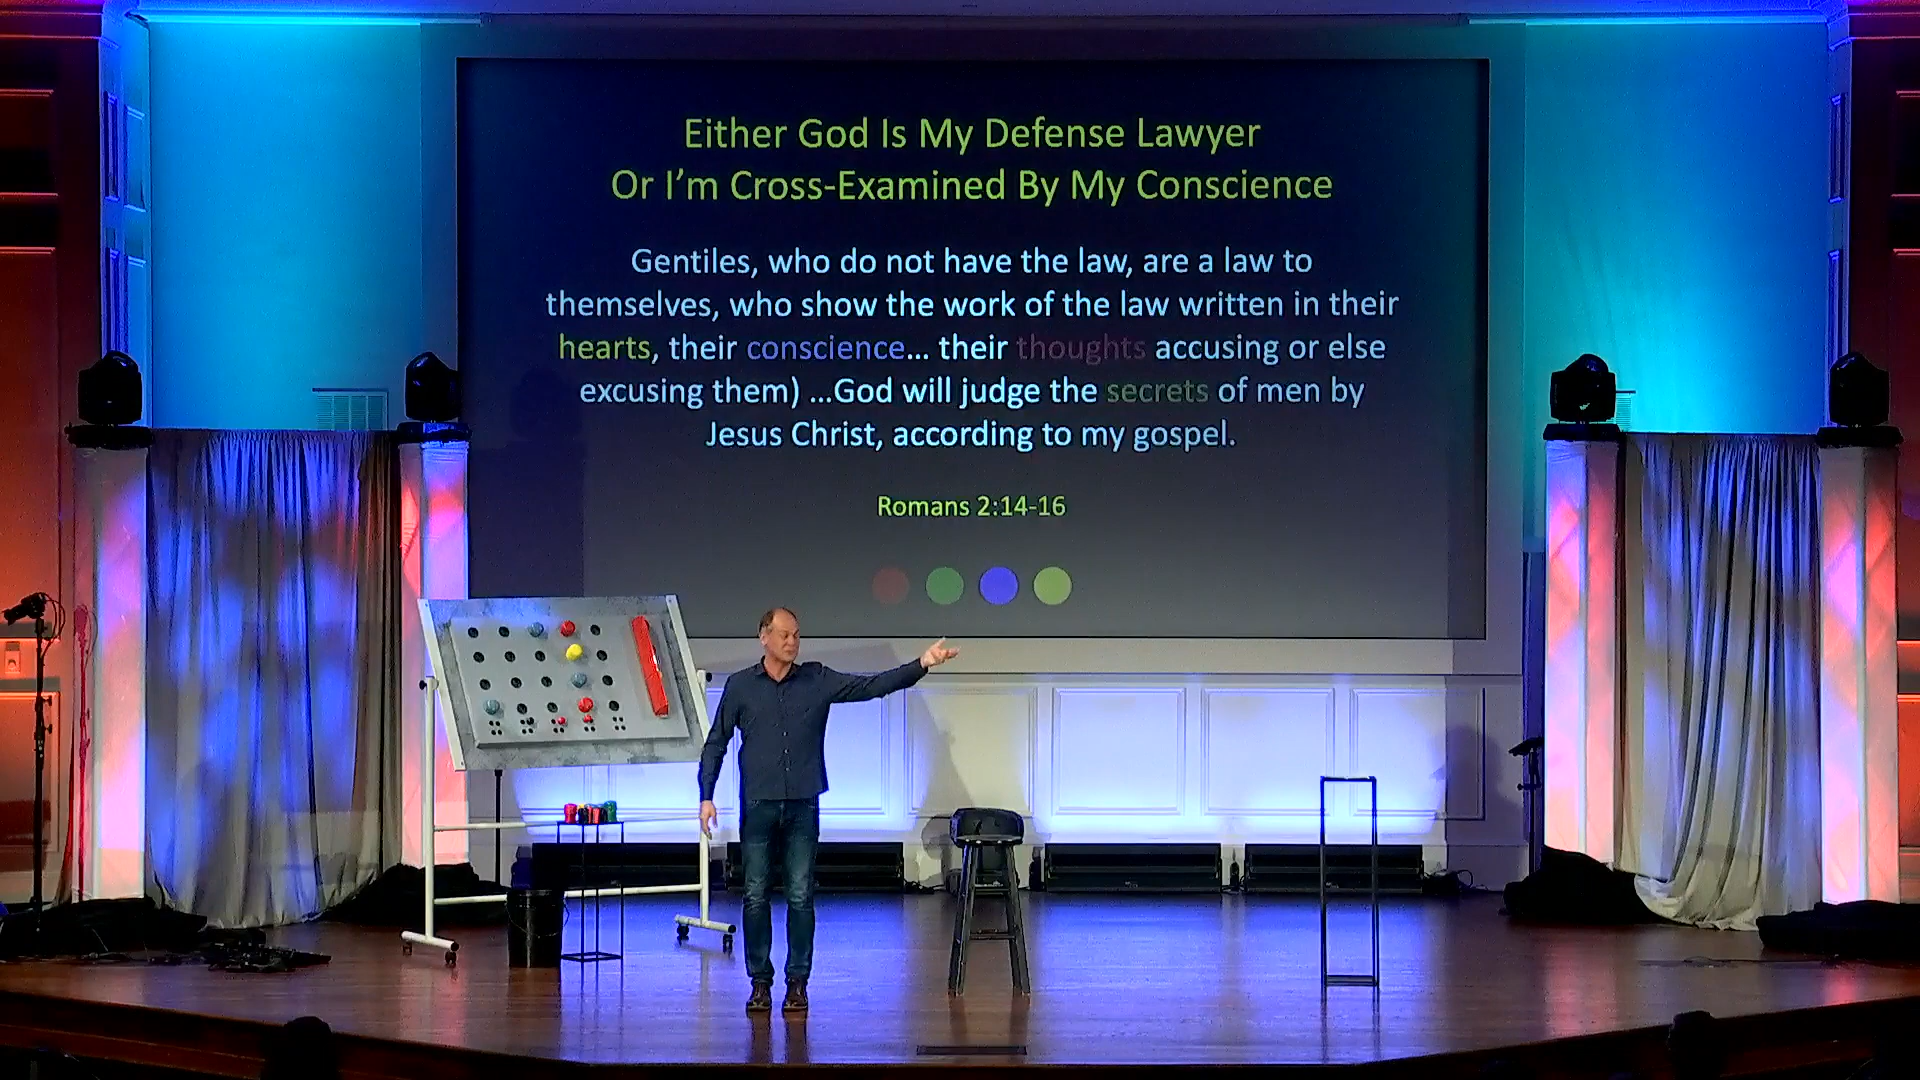 Either God Is My Defense Lawyer
Or I'm Cross-Examined By My Conscience
Gentiles, who do not have the law, are a law to
themselves, who show the work of the law written in their
hearts, their conscience... their thoughts accusing or else
excusing them) ...God will judge the secrets of men by
Jesus Christ, according to my gospel.
Romans 2:14-16